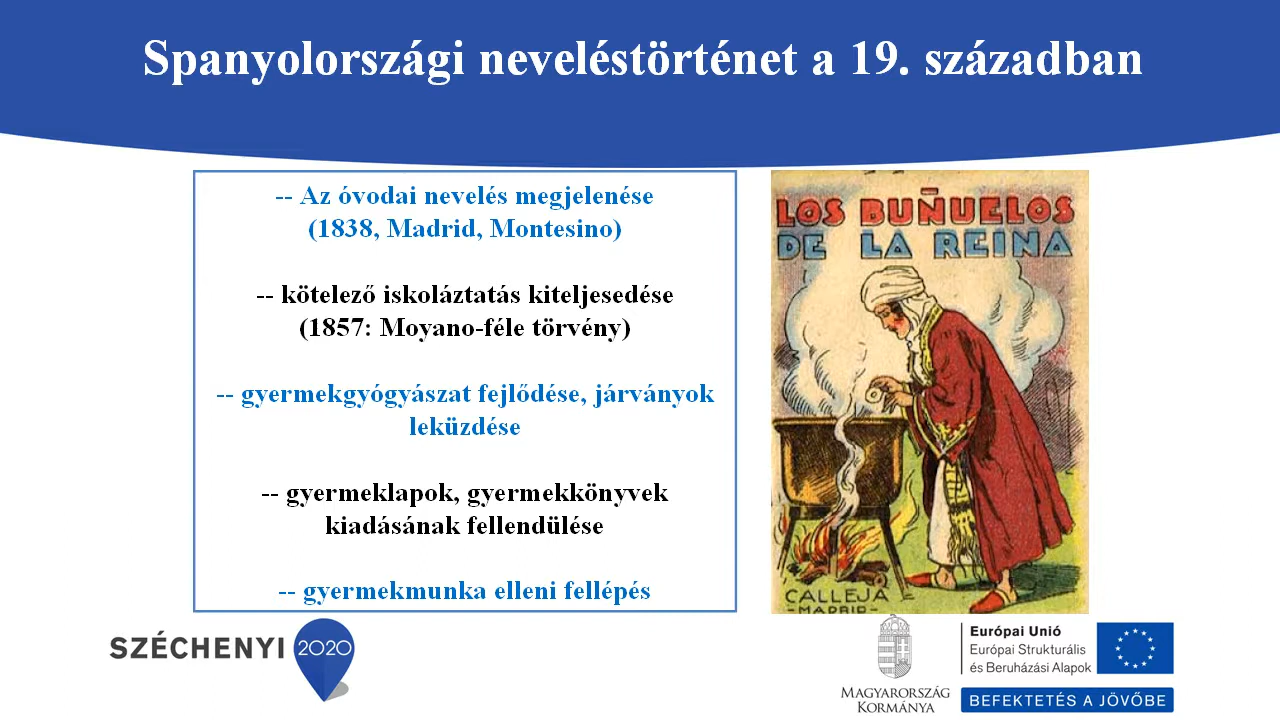 Spanyolországi neveléstörténet a 19. században
-- Az óvodai nevelés megjelenése
(1838, Madrid, Montesino)
-- kötelező iskoláztatás kiteljesedése
(1857: Moyano-féle törvény)
-- gyermekgyógyászat fejlődése, járványok
leküzdése
-- gyermeklapok, gyermekkönyvek
kiadásának fellendülése
-- gyermekmunka elleni fellépés
LOS BUÑUELOS
DE LA REINA
CALLEJA
-MADRID-
SZÉCHENYI 2020
MAGYARORSZÁG
KORMÁNYA
Európai Unió
Európai Strukturális
és Beruházási Alapok
BEFEKTETÉS A JÖVŐBE